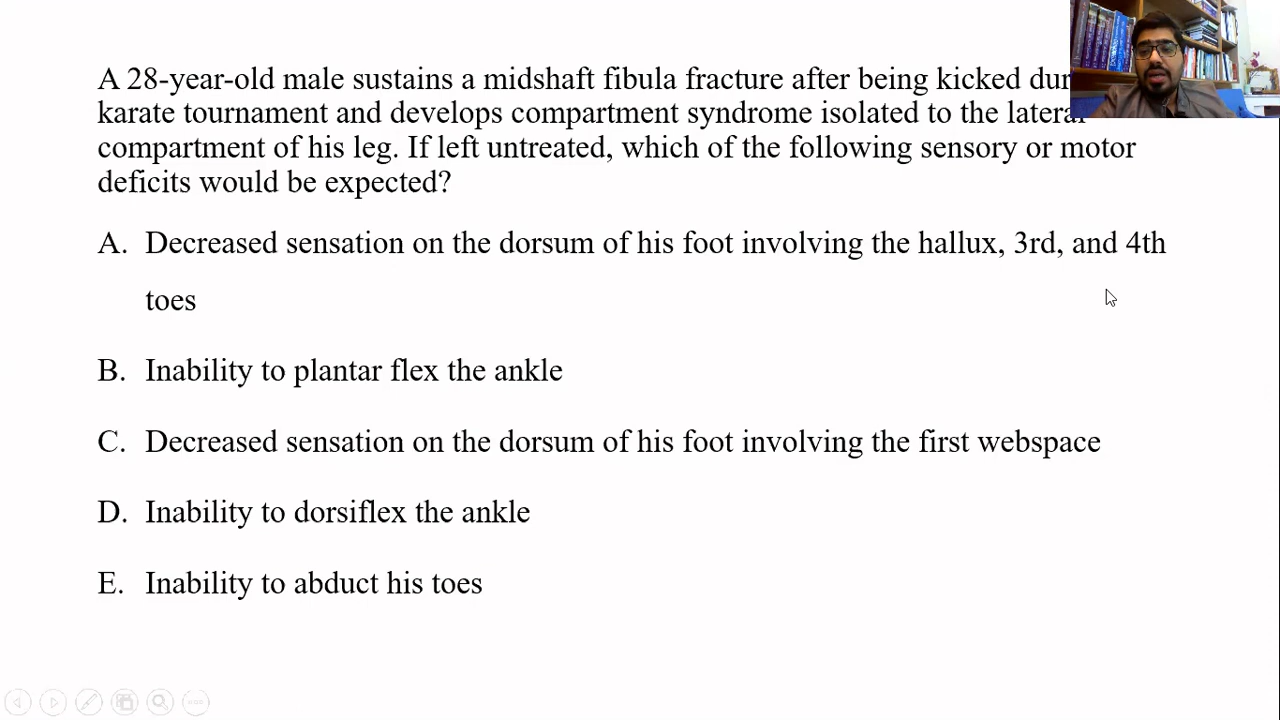 A 28-year-old male sustains a midshaft fibula fracture after being kicked
karate tournament and develops compartment syndrome isolated to the lateral
compartment of his leg. If left untreated, which of the following sensory or motor
deficits would be expected?
A. Decreased sensation on the dorsum of his foot involving the hallux, 3rd, and 4th
toes
B. Inability to plantar flex the ankle
C. Decreased sensation on the dorsum of his foot involving the first webspace
D. Inability to dorsiflex the ankle
E. Inability to abduct his toes